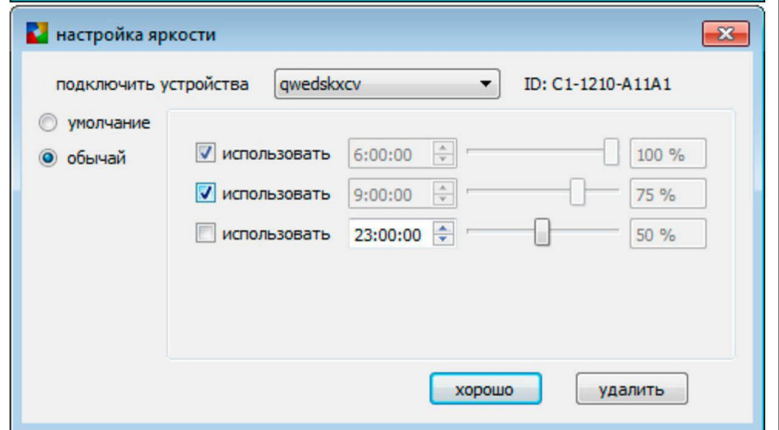 настройка яркости
подключить устройства qwedskxcv ID: C1-1210-A11A1
умолчание
обычай
использовать 6:00:00 100 %
использовать 9:00:00 75 %
использовать 23:00:00 50 %
хорошо удалить